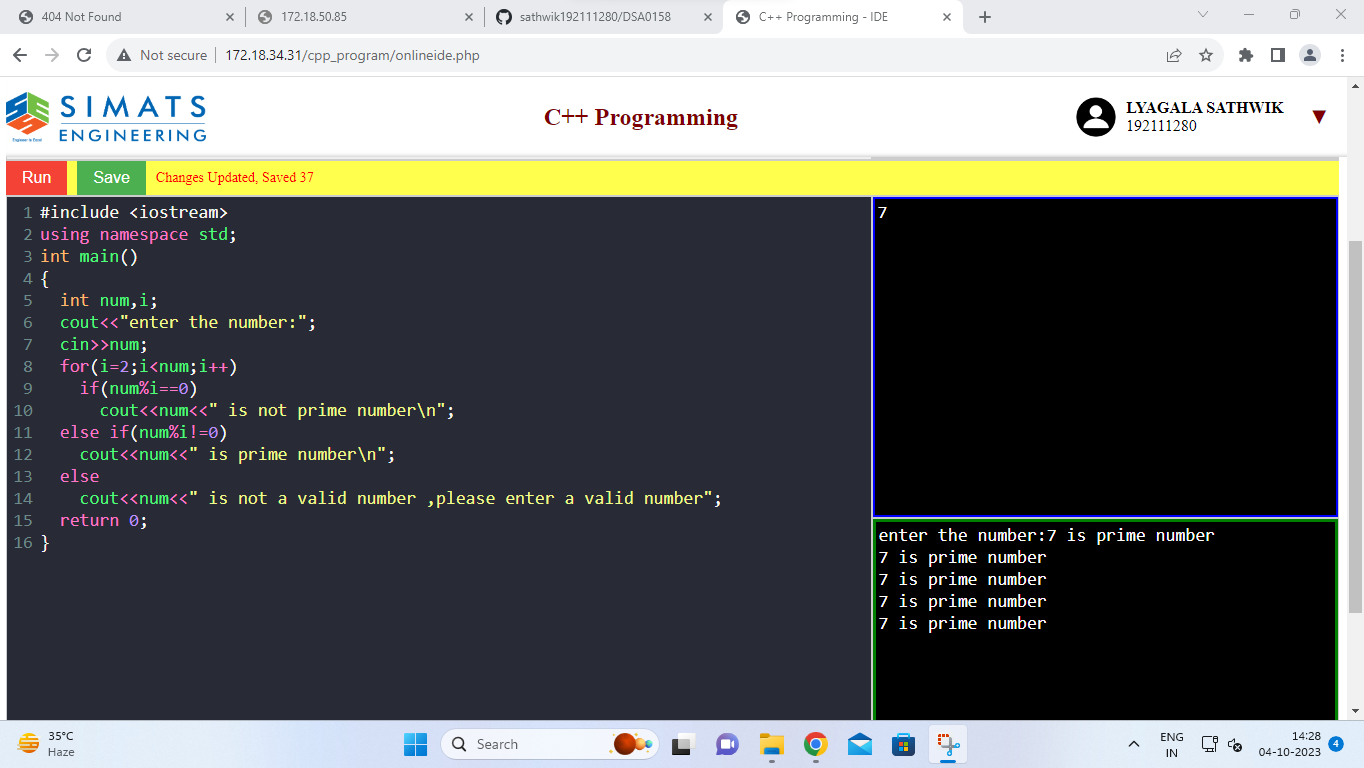 404 Not Found
172.18.50.85
sathwik192111280/DSA0158
C++ Programming - IDE
Not secure 172.18.34.31/cpp_program/onlineide.php
SIMATS
ENGINEERING
Engineer to Excel
C++ Programming
LYAGALA SATHWIK
192111280
Run Save Changes Updated, Saved 37
1 #include <iostream>
2 using namespace std;
3 int main()
4 {
5 int num,i;
6 cout<<"enter the number:";
7 cin>>num;
8 for(i=2;i<num;i++)
9 if(num%i==0)
10 cout<<num<<" is not prime number\n";
11 else if(num%i!=0)
12 cout<<num<<" is prime number\n";
13 else
14 cout<<num<<" is not a valid number ,please enter a valid number";
15 return 0;
16 }
7
enter the number:7 is prime number
7 is prime number
7 is prime number
7 is prime number
7 is prime number
35°C
Haze
Search
ENG
IN
14:28
04-10-2023
4